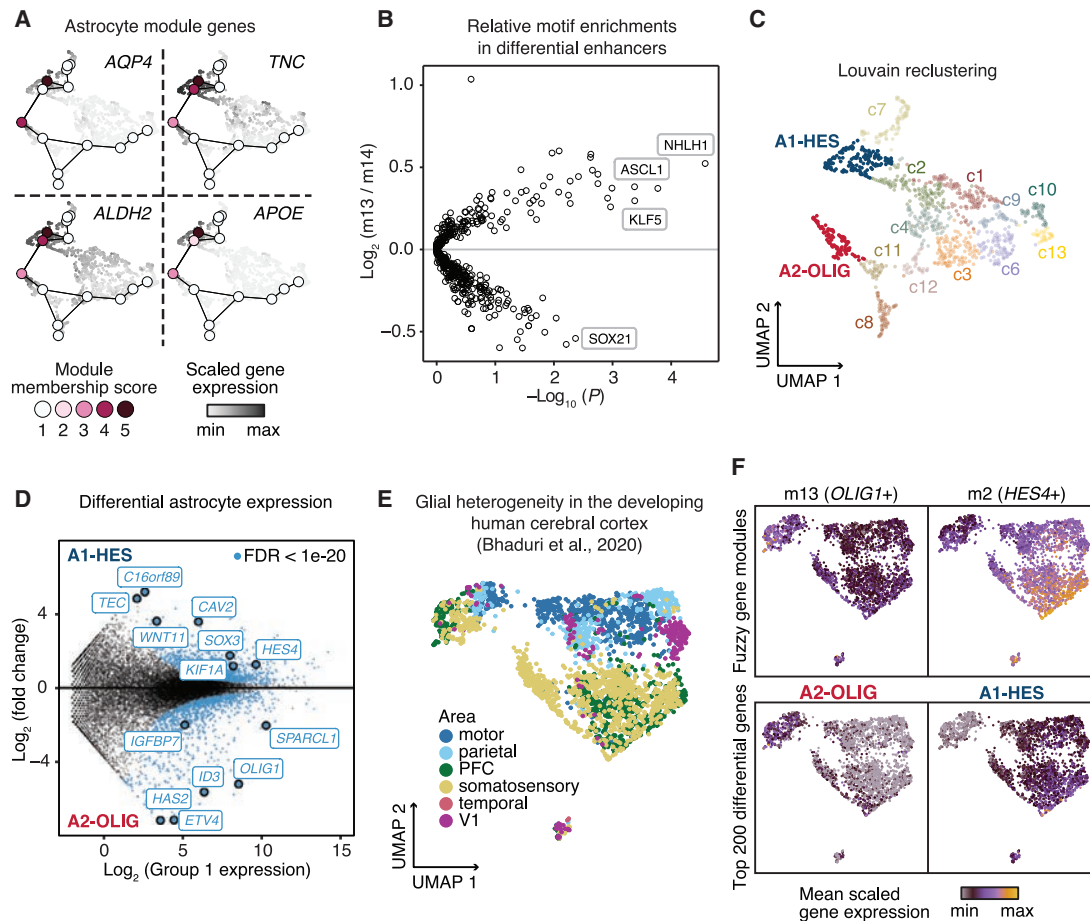 A
Astrocyte module genes
AQP4
TNC
ALDH2
APOE
Module
membership score
1 2 3 4 5
Scaled gene
expression
min max
B
Relative motif enrichments
in differential enhancers
Log2 (m13 / m14)
1.0
0.5
0.0
−0.5
NHLH1
ASCL1
KLF5
SOX21
0 1 2 3 4
−Log10 (P)
C
Louvain reclustering
c7
A1-HES
c2
c1
c9
c10
c4
c11
A2-OLIG
c12
c3
c6
c13
c8
UMAP 2
UMAP 1
D
Differential astrocyte expression
A1-HES
FDR < 1e-20
C16orf89
TEC
CAV2
WNT11
SOX3
HES4
KIF1A
IGFBP7
SPARCL1
ID3
OLIG1
HAS2
ETV4
A2-OLIG
Log2 (fold change)
4
0
−4
0 5 10 15
Log2 (Group 1 expression)
E
Glial heterogeneity in the developing
human cerebral cortex
(Bhaduri et al., 2020)
Area
motor
parietal
PFC
somatosensory
temporal
V1
UMAP 2
UMAP 1
F
m13 (OLIG1+)
m2 (HES4+)
Fuzzy gene modules
A2-OLIG
A1-HES
Top 200 differential genes
Mean scaled
gene expression
min max